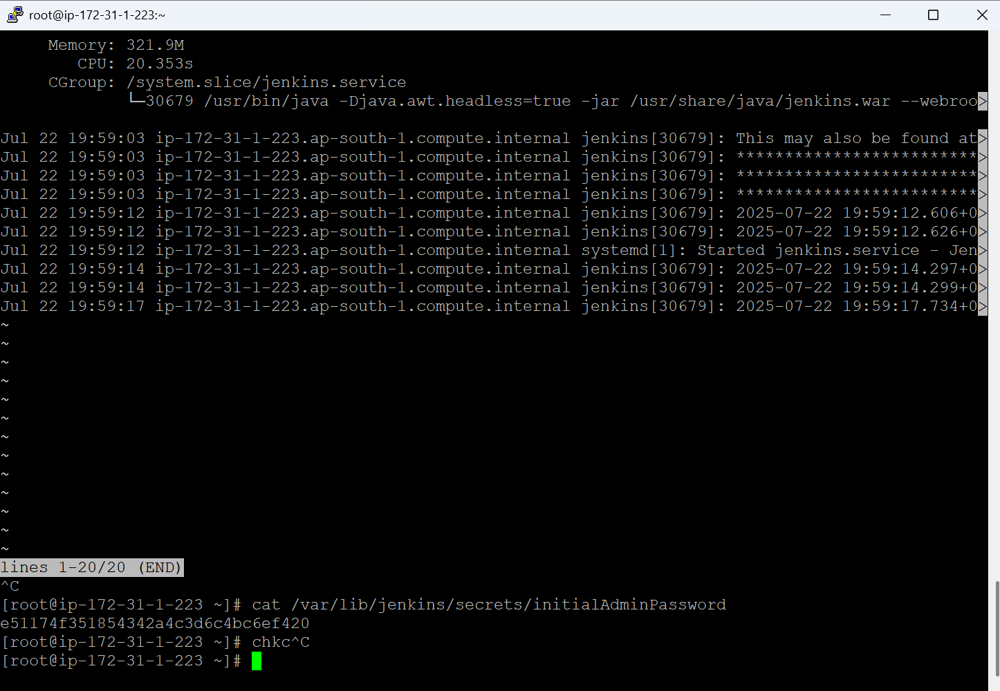 root@ip-172-31-1-223:~
Memory: 321.9M
CPU: 20.353s
CGroup: /system.slice/jenkins.service
└─30679 /usr/bin/java -Djava.awt.headless=true -jar /usr/share/java/jenkins.war --webroo>
Jul 22 19:59:03 ip-172-31-1-223.ap-south-1.compute.internal jenkins[30679]: This may also be found at>
Jul 22 19:59:03 ip-172-31-1-223.ap-south-1.compute.internal jenkins[30679]: *************************>
Jul 22 19:59:03 ip-172-31-1-223.ap-south-1.compute.internal jenkins[30679]: *************************>
Jul 22 19:59:03 ip-172-31-1-223.ap-south-1.compute.internal jenkins[30679]: *************************>
Jul 22 19:59:12 ip-172-31-1-223.ap-south-1.compute.internal jenkins[30679]: 2025-07-22 19:59:12.606+0>
Jul 22 19:59:12 ip-172-31-1-223.ap-south-1.compute.internal jenkins[30679]: 2025-07-22 19:59:12.626+0>
Jul 22 19:59:12 ip-172-31-1-223.ap-south-1.compute.internal systemd[1]: Started jenkins.service - Jen>
Jul 22 19:59:14 ip-172-31-1-223.ap-south-1.compute.internal jenkins[30679]: 2025-07-22 19:59:14.297+0>
Jul 22 19:59:14 ip-172-31-1-223.ap-south-1.compute.internal jenkins[30679]: 2025-07-22 19:59:14.299+0>
Jul 22 19:59:17 ip-172-31-1-223.ap-south-1.compute.internal jenkins[30679]: 2025-07-22 19:59:17.734+0>
~
~
~
~
~
~
~
~
~
~
~
~
~
lines 1-20/20 (END)
^C
[root@ip-172-31-1-223 ~]# cat /var/lib/jenkins/secrets/initialAdminPassword
e51174f351854342a4c3d6c4bc6ef420
[root@ip-172-31-1-223 ~]# chkc^C
[root@ip-172-31-1-223 ~]#